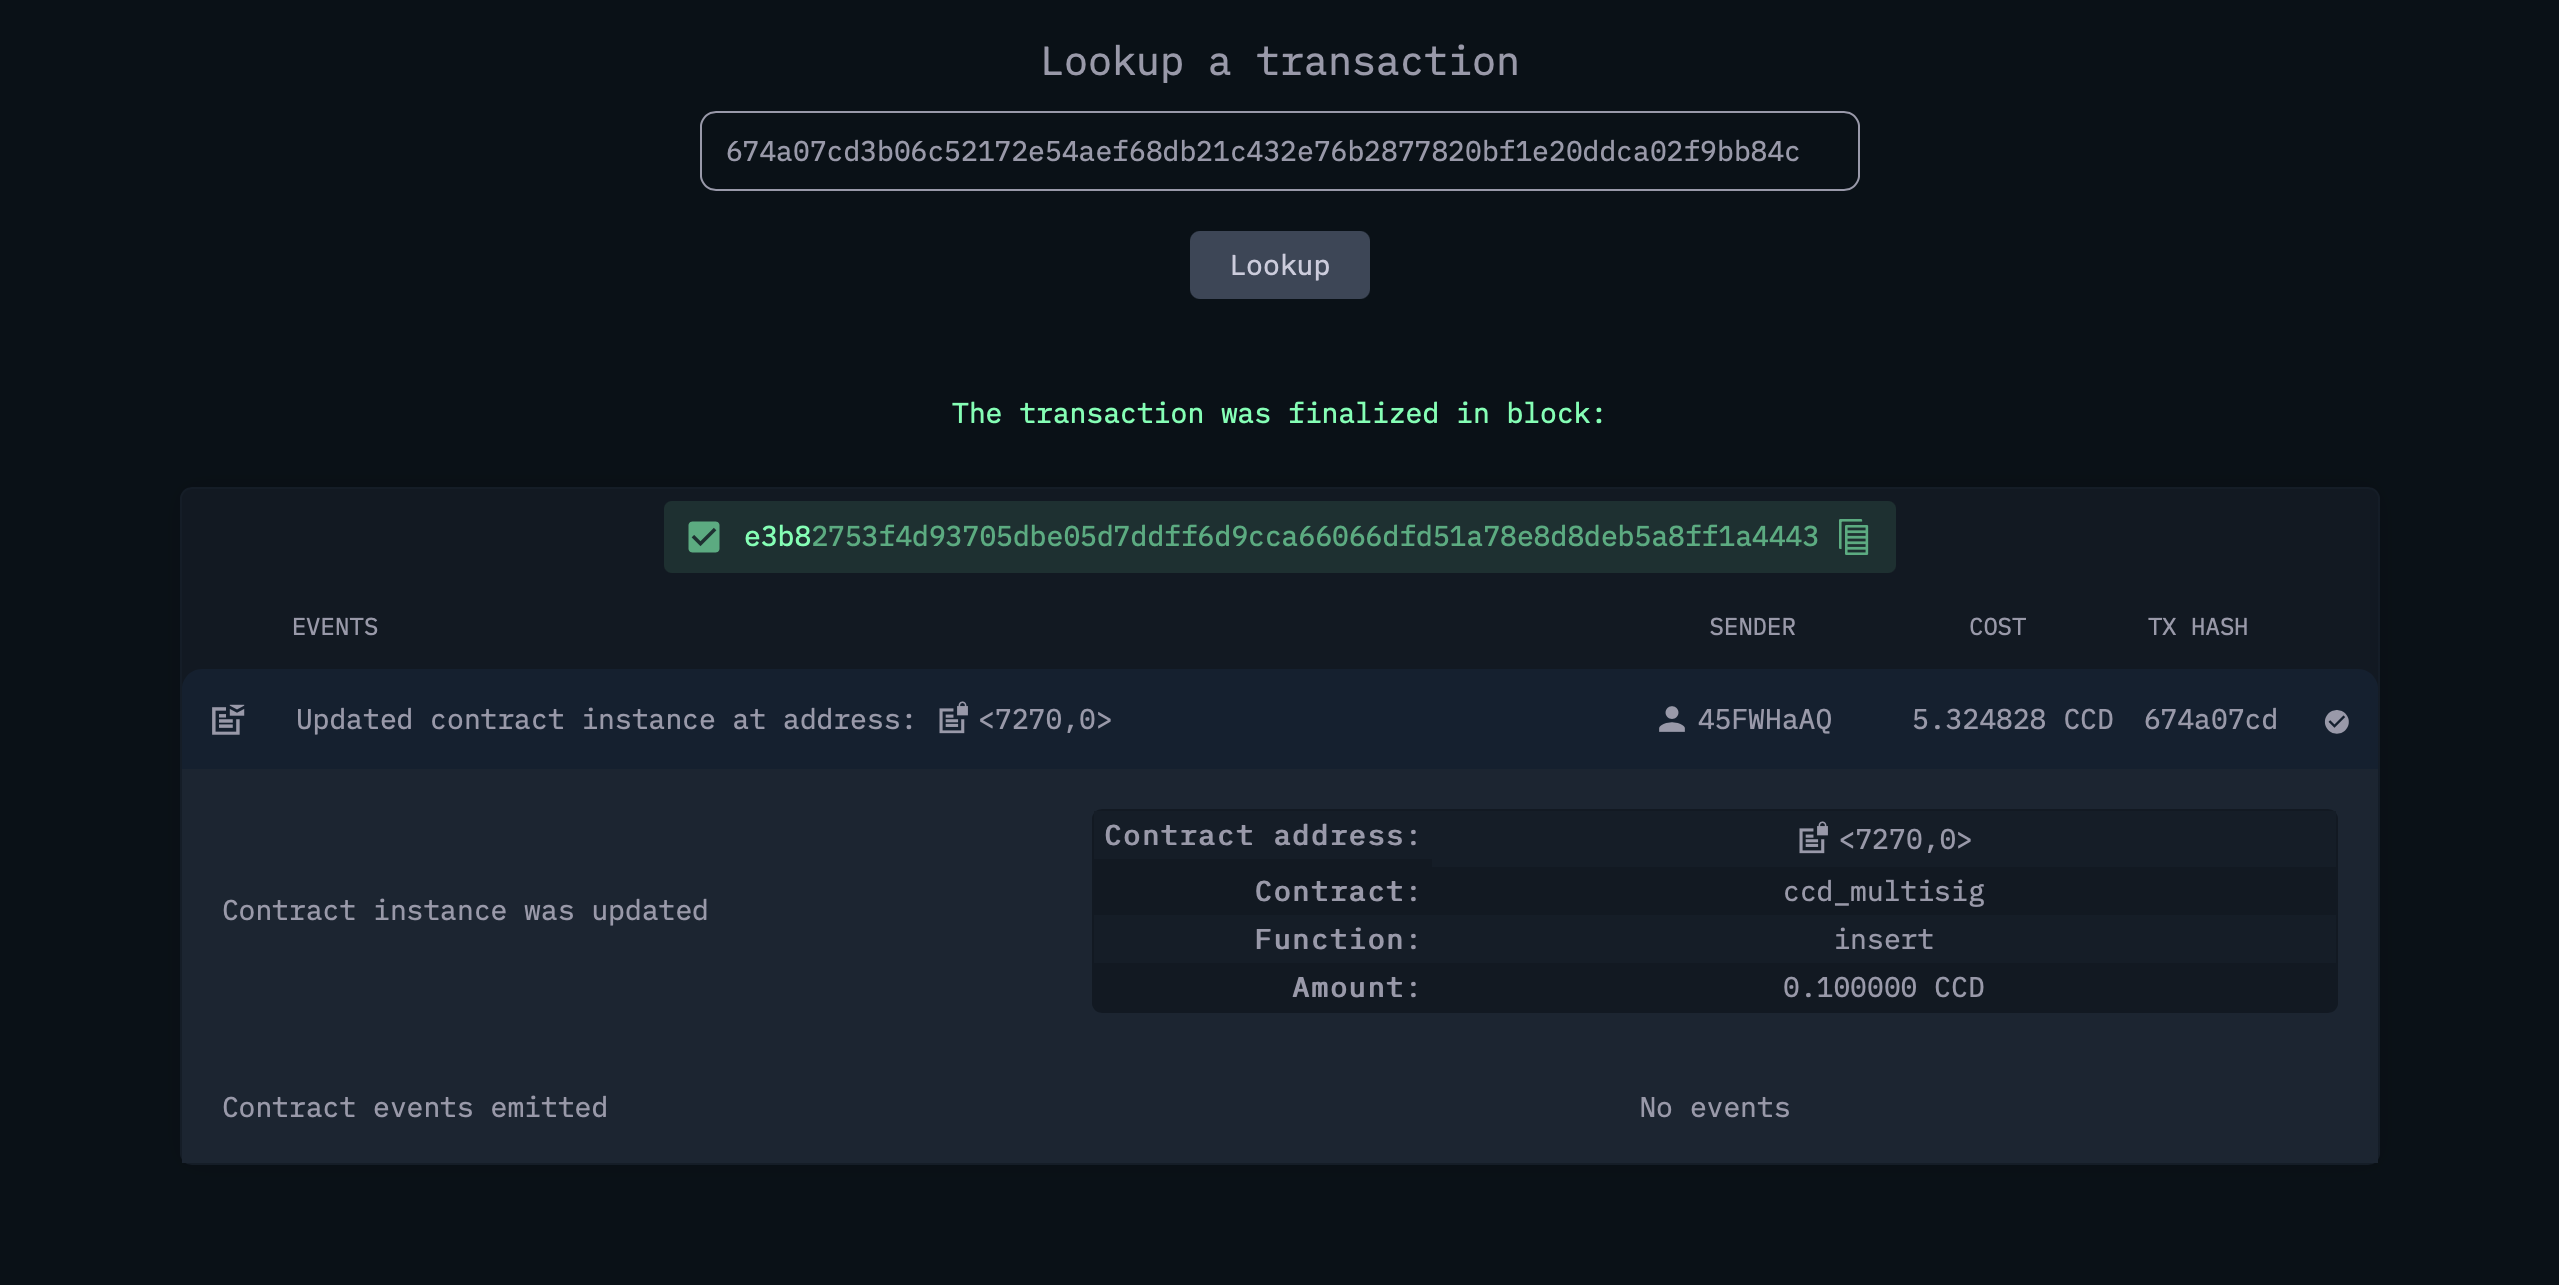 Lookup a transaction
674a07cd3b06c52172e54aef68db21c432e76b2877820bf1e20ddca02f9bb84c
Lookup
The transaction was finalized in block:
e3b82753f4d93705dbe05d7ddff6d9cca66066dfd51a78e8d8deb5a8ff1a4443
EVENTS SENDER COST TX HASH
Updated contract instance at address: <7270,0> 45FWHaAQ 5.324828 CCD 674a07cd
Contract instance was updated
Contract address: <7270,0>
Contract: ccd_multisig
Function: insert
Amount: 0.100000 CCD
Contract events emitted No events